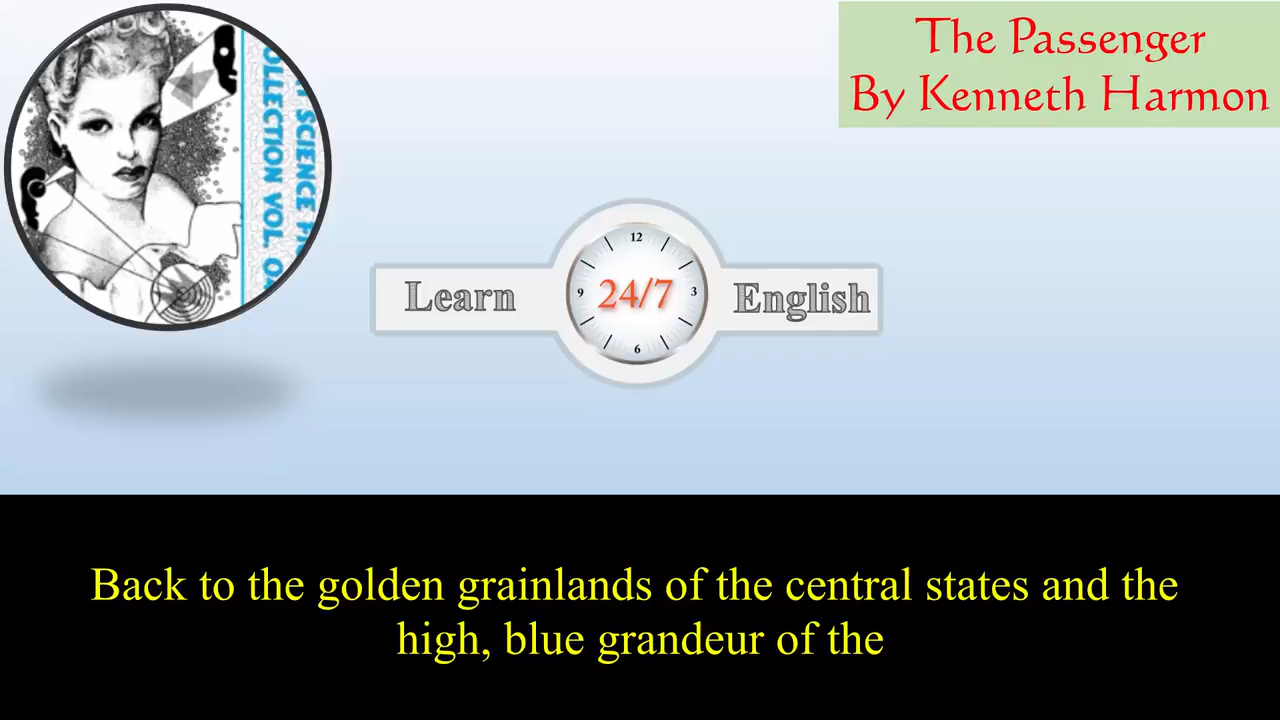 The Passenger
By Kenneth Harmon
SCIENCE
OLLECTION VOL.
12
Learn
9
24/7
3
English
6
Back to the golden grainlands of the central states and the
high, blue grandeur of the